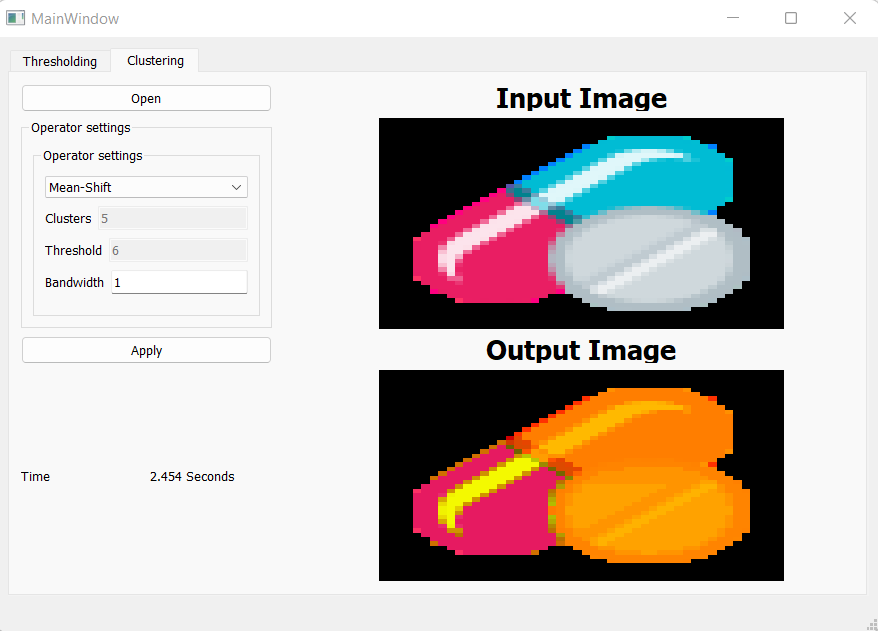 MainWindow
Thresholding
Clustering
Open
Operator settings
Operator settings
Mean-Shift
Clusters 5
Threshold 6
Bandwidth 1
Apply
Time 2.454 Seconds
Input Image
Output Image